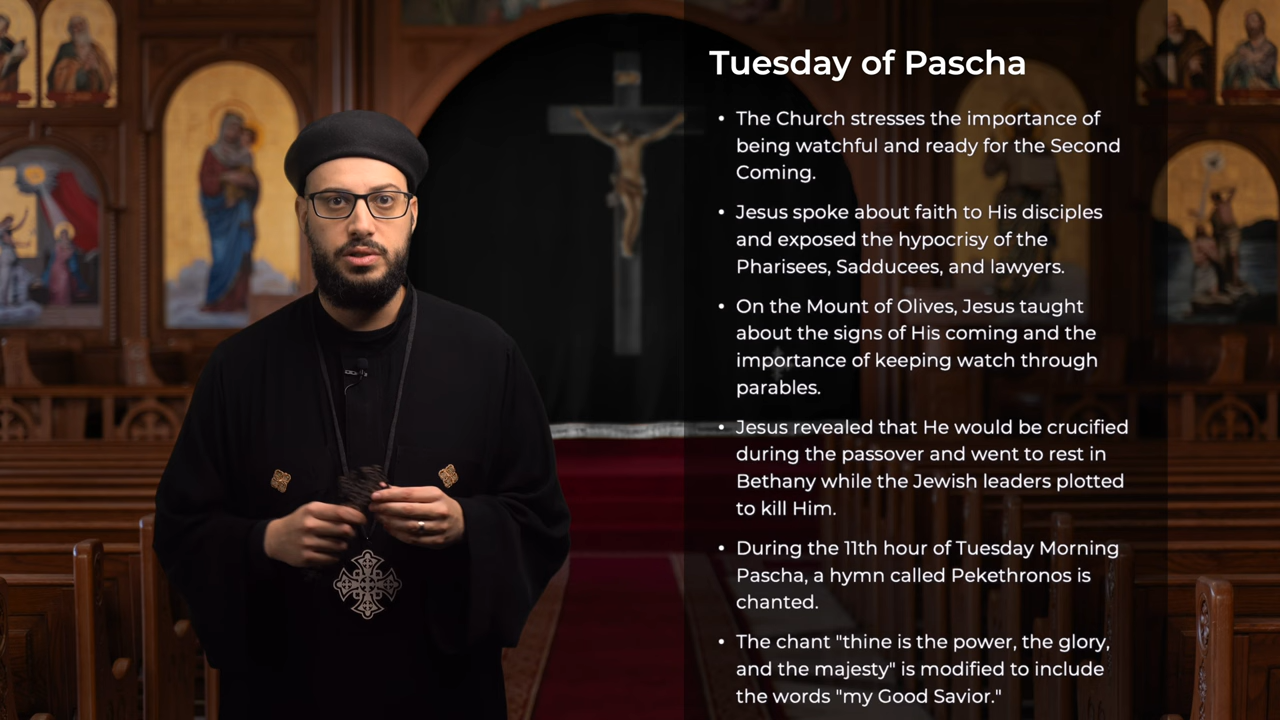 Tuesday of Pascha
• The Church stresses the importance of
being watchful and ready for the Second
Coming.
• Jesus spoke about faith to His disciples
and exposed the hypocrisy of the
Pharisees, Sadducees, and lawyers.
• On the Mount of Olives, Jesus taught
about the signs of His coming and the
importance of keeping watch through
parables.
• Jesus revealed that He would be crucified
during the passover and went to rest in
Bethany while the Jewish leaders plotted
to kill Him.
• During the 11th hour of Tuesday Morning
Pascha, a hymn called Pekethronos is
chanted.
• The chant "thine is the power, the glory,
and the majesty" is modified to include
the words "my Good Savior."